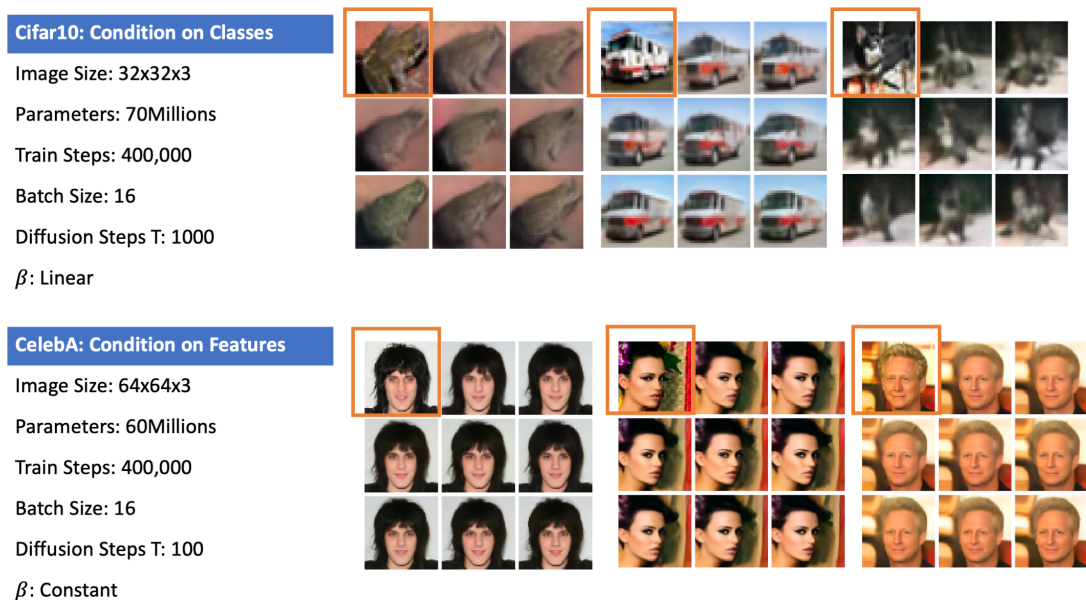 Cifar10: Condition on Classes
Image Size: 32x32x3
Parameters: 70Millions
Train Steps: 400,000
Batch Size: 16
Diffusion Steps T: 1000
β: Linear
CelebA: Condition on Features
Image Size: 64x64x3
Parameters: 60Millions
Train Steps: 400,000
Batch Size: 16
Diffusion Steps T: 100
β: Constant